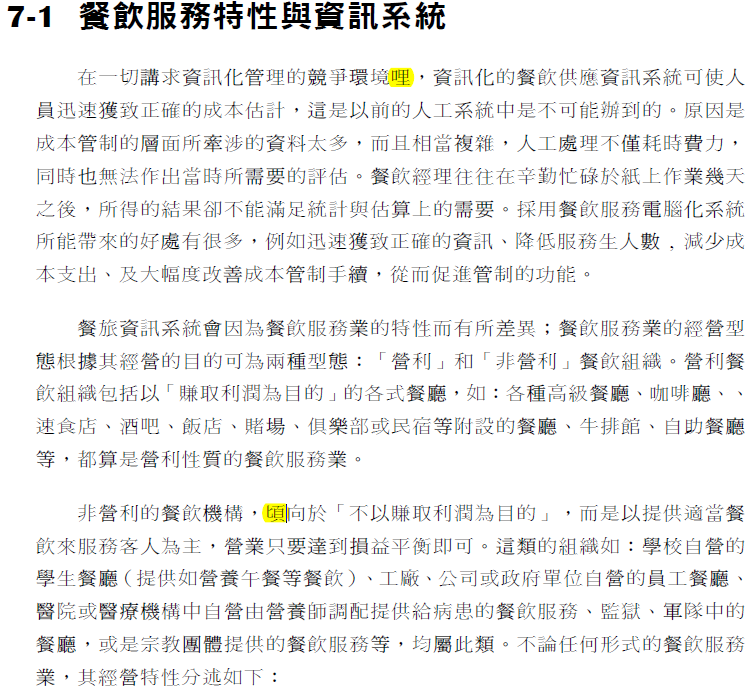 7-1 餐飲服務特性與資訊系統
在一切講求資訊化管理的競爭環境哩，資訊化的餐飲供應資訊系統可使人
員迅速獲致正確的成本估計，這是以前的人工系統中是不可能辦到的。原因是
成本管制的層面所牽涉的資料太多，而且相當複雜，人工處理不僅耗時費力，
同時也無法作出當時所需要的評估。餐飲經理往往在辛勤忙碌於紙上作業幾天
之後，所得的結果卻不能滿足統計與估算上的需要。採用餐飲服務電腦化系統
所能帶來的好處有很多，例如迅速獲致正確的資訊、降低服務生人數﹐減少成
本支出、及大幅度改善成本管制手續，從而促進管制的功能。
餐旅資訊系統會因為餐飲服務業的特性而有所差異；餐飲服務業的經營型
態根據其經營的目的可為兩種型態：「營利」和「非營利」餐飲組織。營利餐
飲組織包括以「賺取利潤為目的」的各式餐廳，如：各種高級餐廳、咖啡廳、、
速食店、酒吧、飯店、賭場、俱樂部或民宿等附設的餐廳、牛排館、自助餐廳
等，都算是營利性質的餐飲服務業。
非營利的餐飲機構，頃向於「不以賺取利潤為目的」，而是以提供適當餐
飲來服務客人為主，營業只要達到損益平衡即可。這類的組織如：學校自營的
學生餐廳（提供如營養午餐等餐飲）、工廠、公司或政府單位自營的員工餐廳、
醫院或醫療機構中自營由營養師調配提供給病患的餐飲服務、監獄、軍隊中的
餐廳，或是宗教團體提供的餐飲服務等，均屬此類。不論任何形式的餐飲服務
業，其經營特性分述如下：